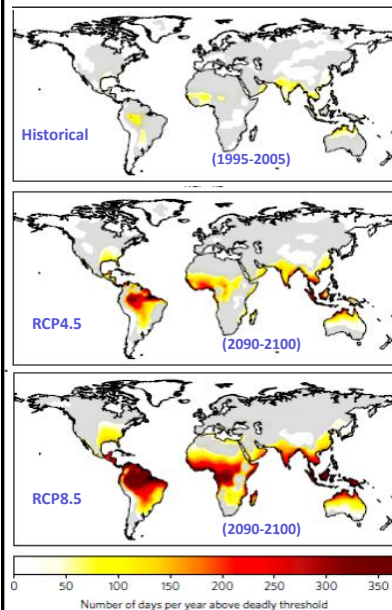 Historical
(1995-2005)
RCP4.5
(2090-2100)
RCP8.5
(2090-2100)
0 50 100 150 200 250 300 350
Number of days per year above deadly threshold